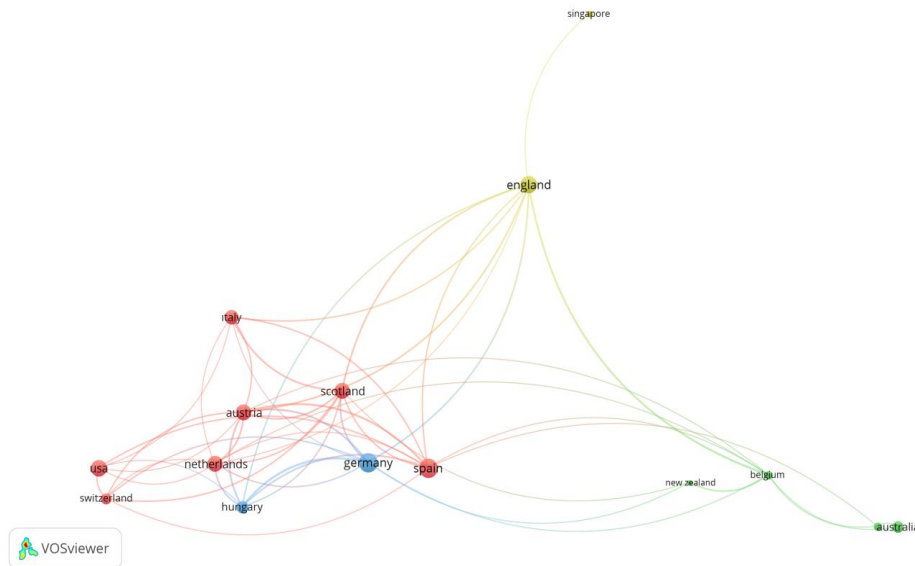 singapore
england
italy
scotland
austria
usa
netherlands
germany
spain
switzerland
hungary
new zealand
belgium
australia
VOSviewer